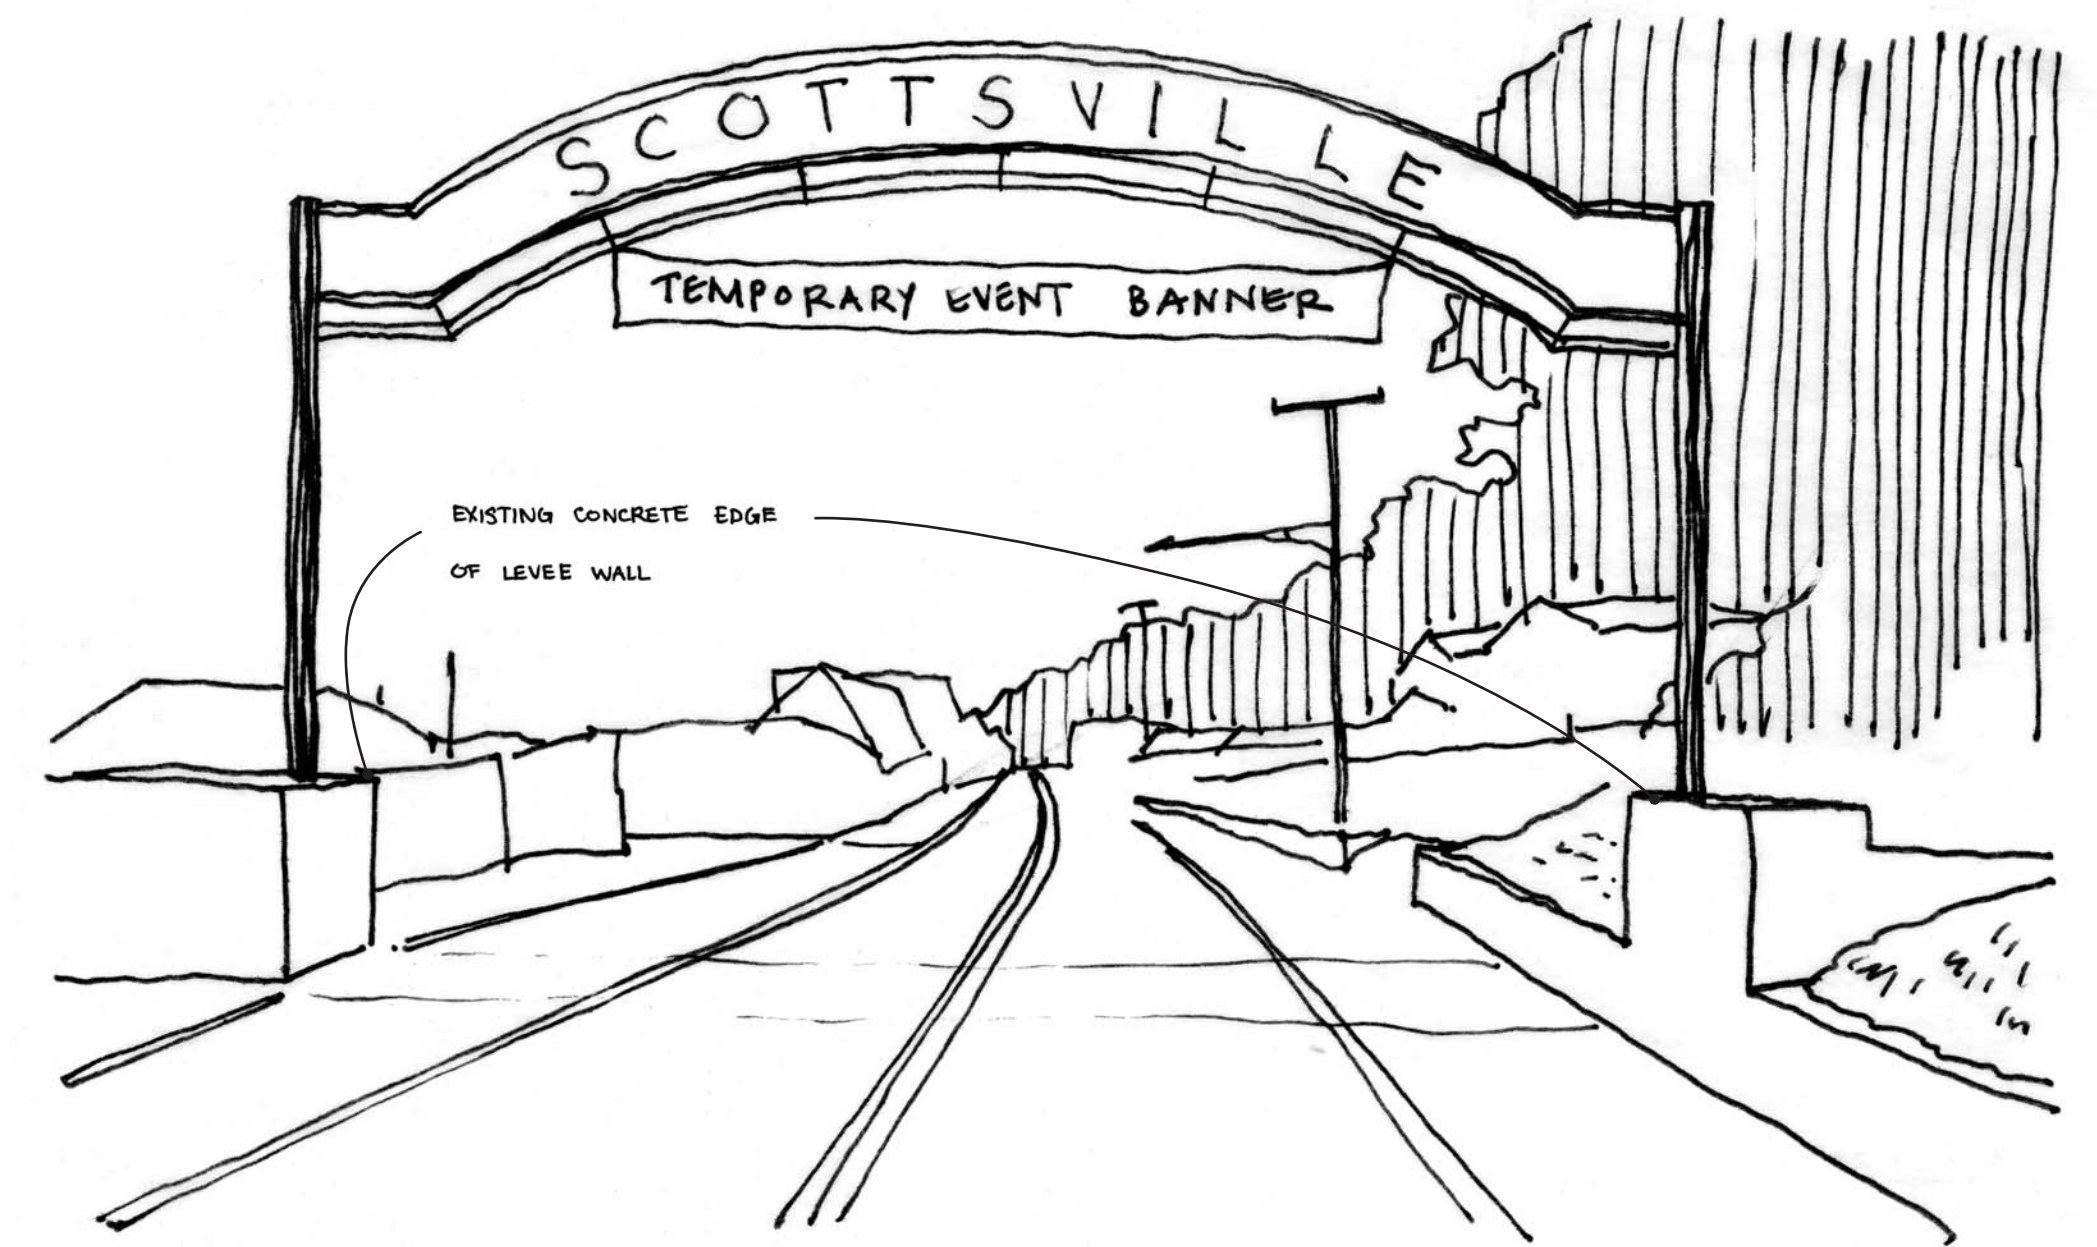 SCOTTSVILLE
TEMPORARY EVENT BANNER
EXISTING CONCRETE EDGE
OF LEVEE WALL